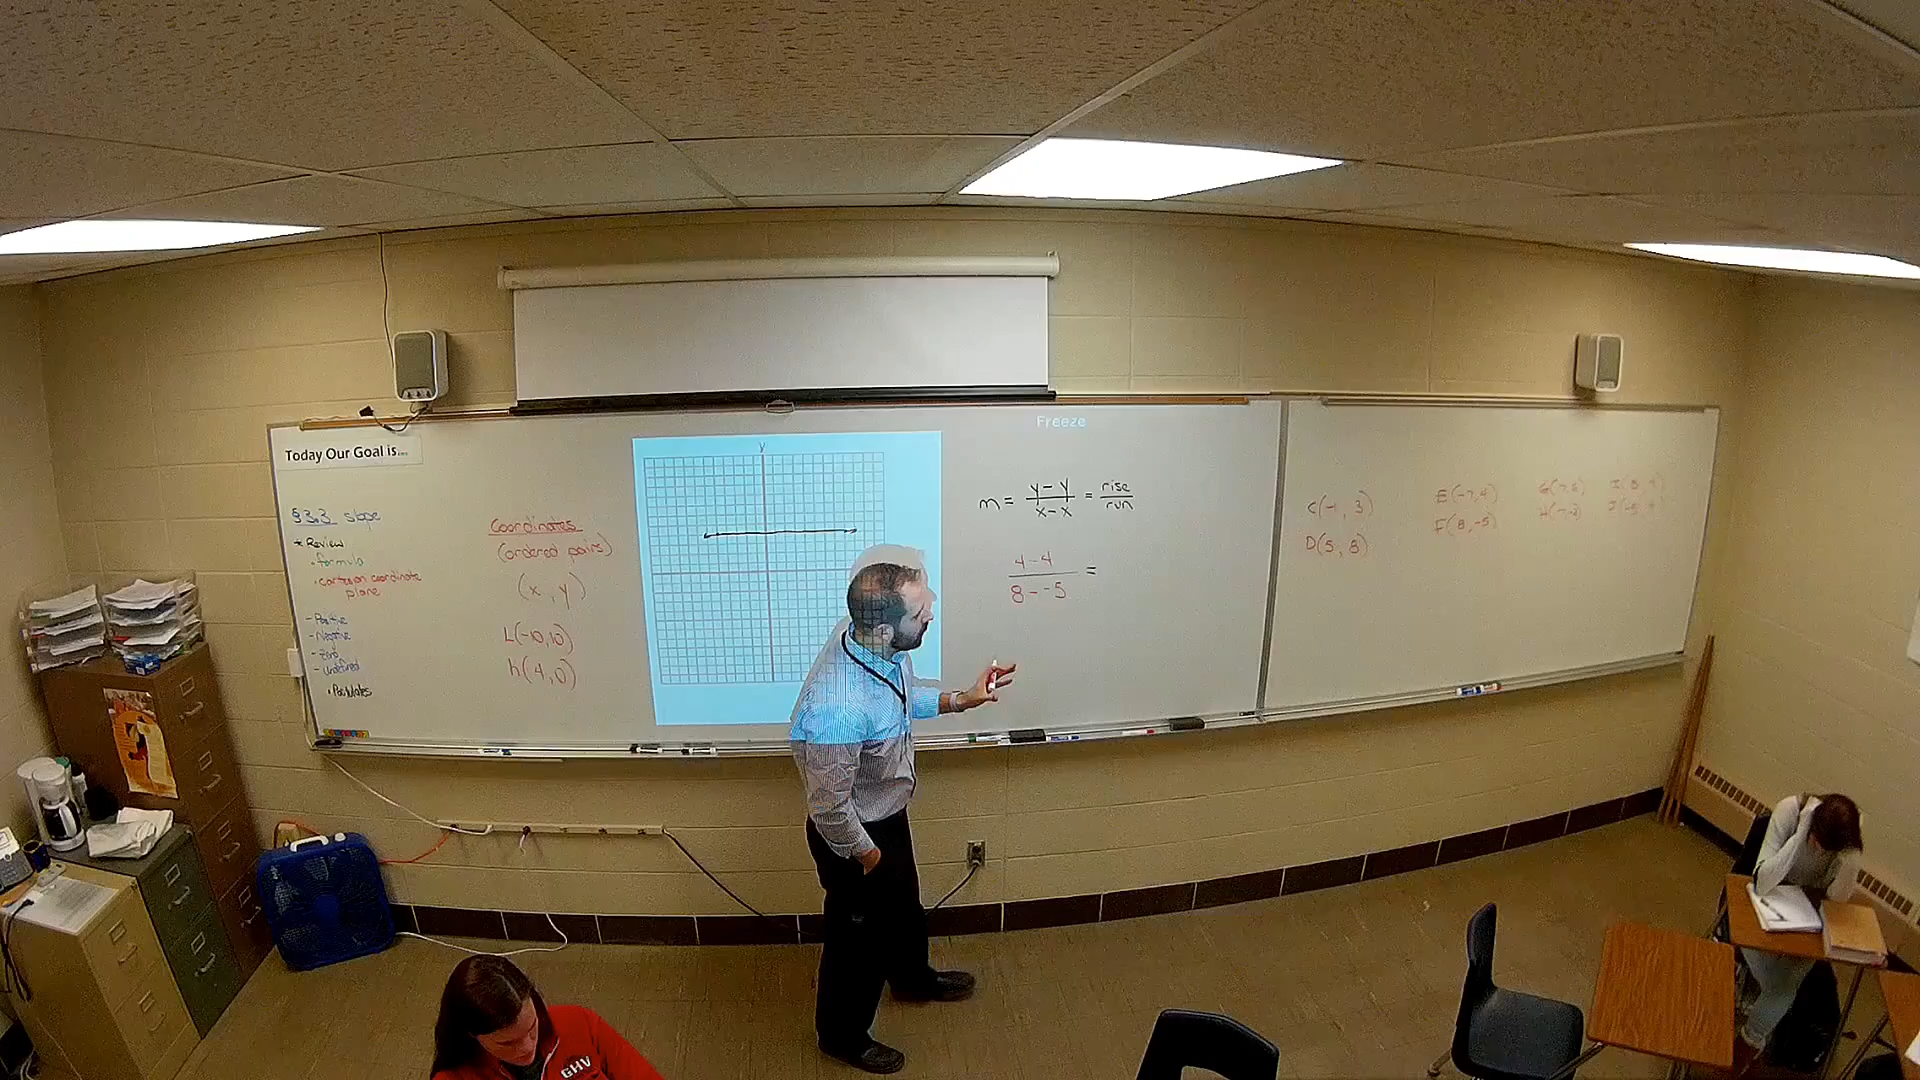 Today Our Goal is...
§3.3 slope
* Review
• formula
• cartesian coordinate
plane
- Positive
- Negative
- Zero
- Undefined
• Postulates
Coordinates
(ordered pairs)
(x, y)
L(-10,10)
h(4,0)
y
Freeze
m = y-y/x-x = rise/run
4-4/8--5 =
C(-1, 3)
D(5, 8)
E(-7,4)
F(8,-5)
GHV